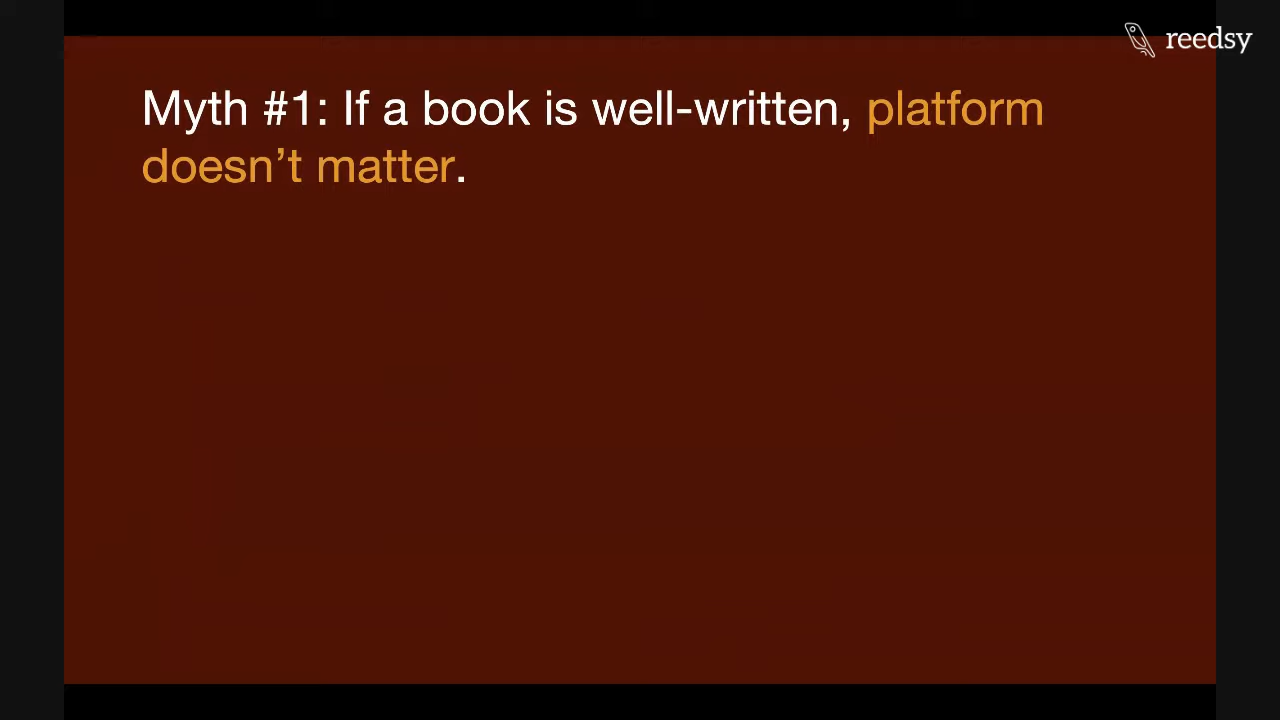 reedsy
Myth #1: If a book is well-written, platform
doesn’t matter.